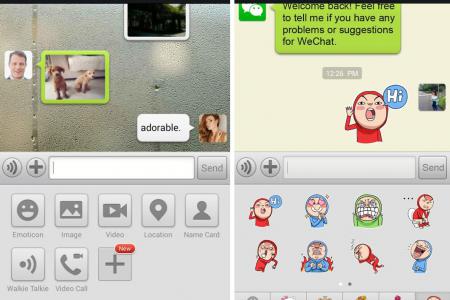 adorable.
Send
Emoticon Image Video Location Name Card
New
Walkie Talkie Video Call
Welcome back! Feel free
to tell me if you have any
problems or suggestions
for WeChat.
12:26 PM
Hi
Send
Hi